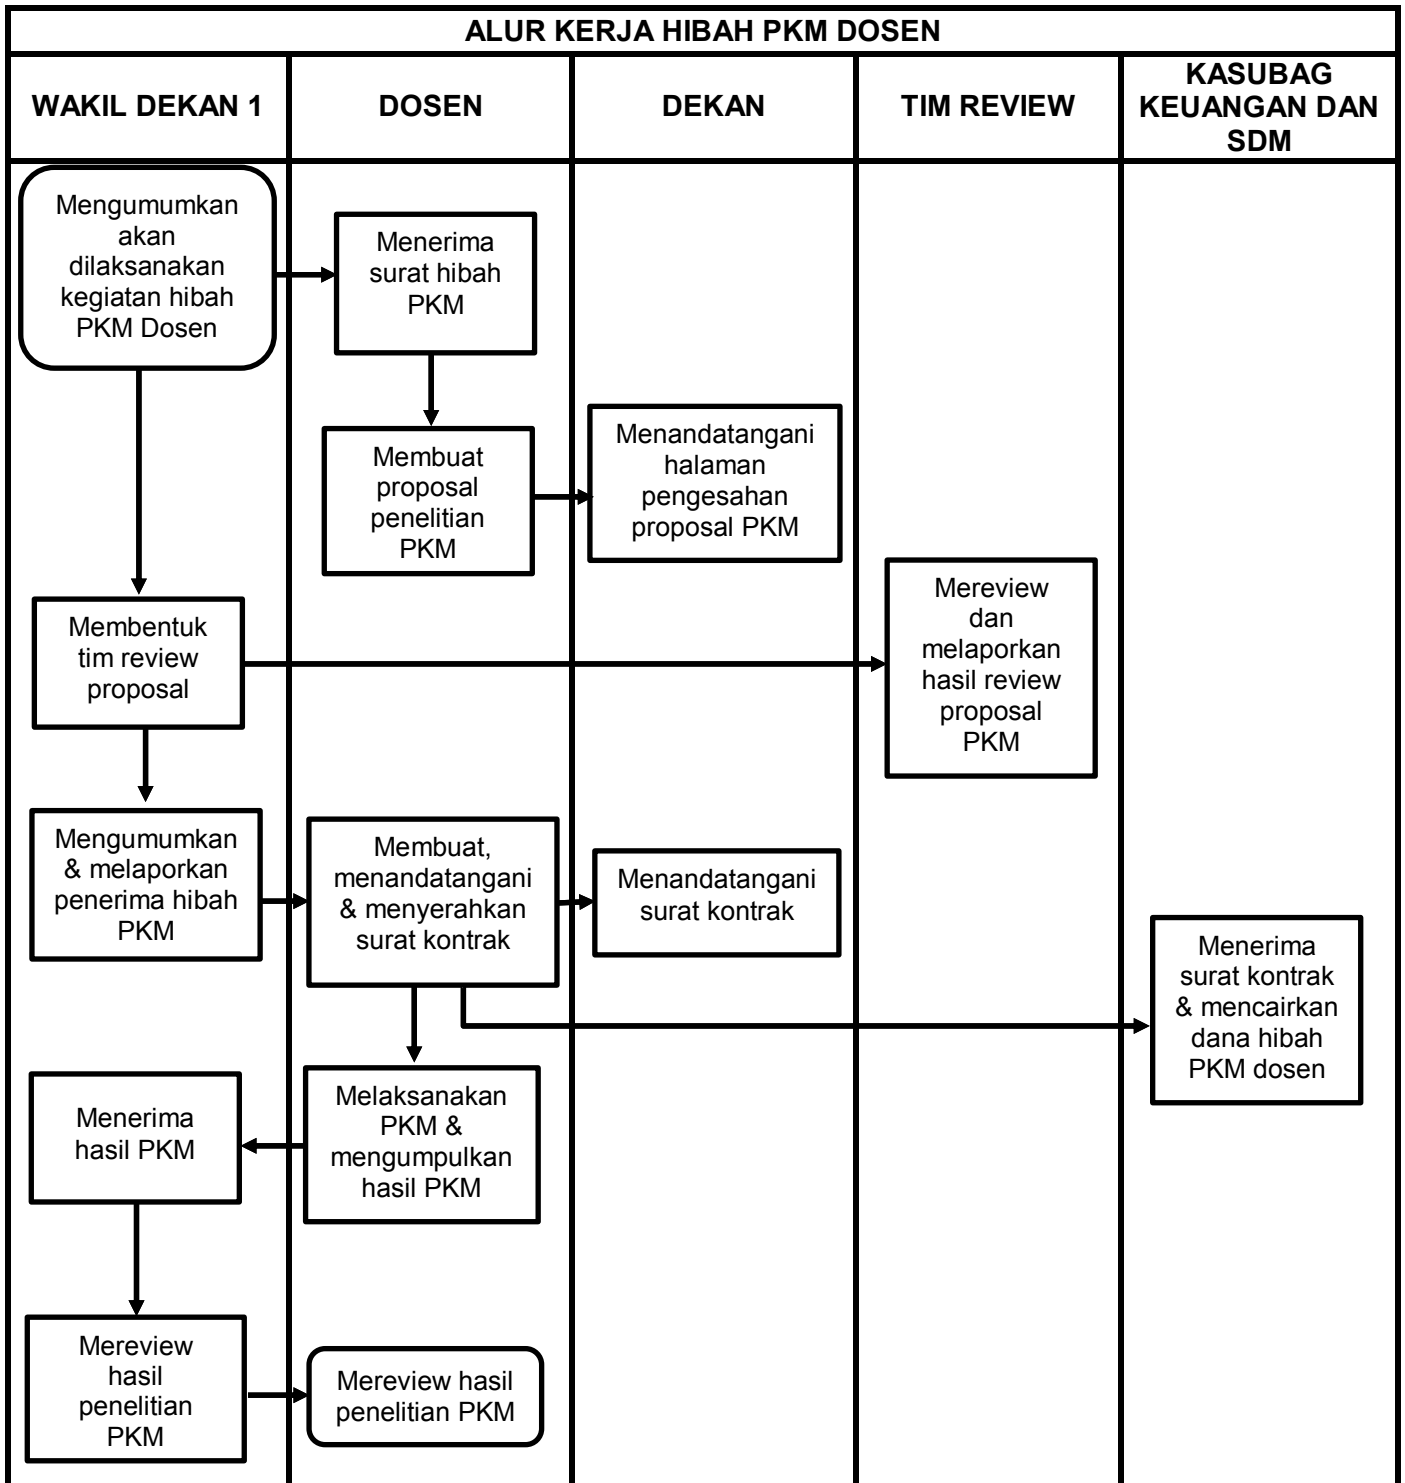 ALUR KERJA HIBAH PKM DOSEN
WAKIL DEKAN 1
DOSEN
DEKAN
TIM REVIEW
KASUBAG
KEUANGAN DAN
SDM
Mengumumkan
akan
dilaksanakan
kegiatan hibah
PKM Dosen
Menerima
surat hibah
PKM
Membuat
proposal
penelitian
PKM
Menandatangani
halaman
pengesahan
proposal PKM
Membentuk
tim review
proposal
Mereview
dan
melaporkan
hasil review
proposal
PKM
Mengumumkan
& melaporkan
penerima hibah
PKM
Membuat,
menandatangani
& menyerahkan
surat kontrak
Menandatangani
surat kontrak
Menerima
surat kontrak
& mencairkan
dana hibah
PKM dosen
Menerima
hasil PKM
Melaksanakan
PKM &
mengumpulkan
hasil PKM
Mereview
hasil
penelitian
PKM
Mereview hasil
penelitian PKM